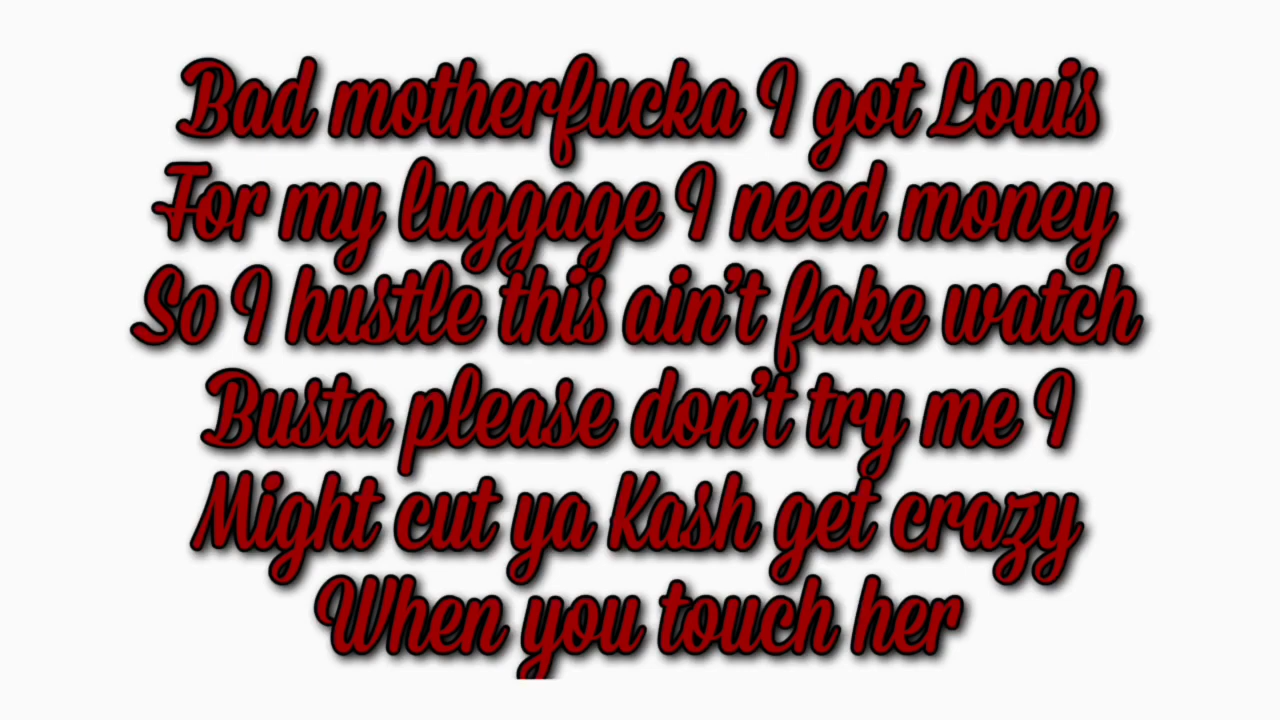 Bad motherfucka I got Louis
For my luggage I need money
So I hustle this ain't fake watch
Busta please don't try me I
Might cut ya Kash get crazy
When you touch her